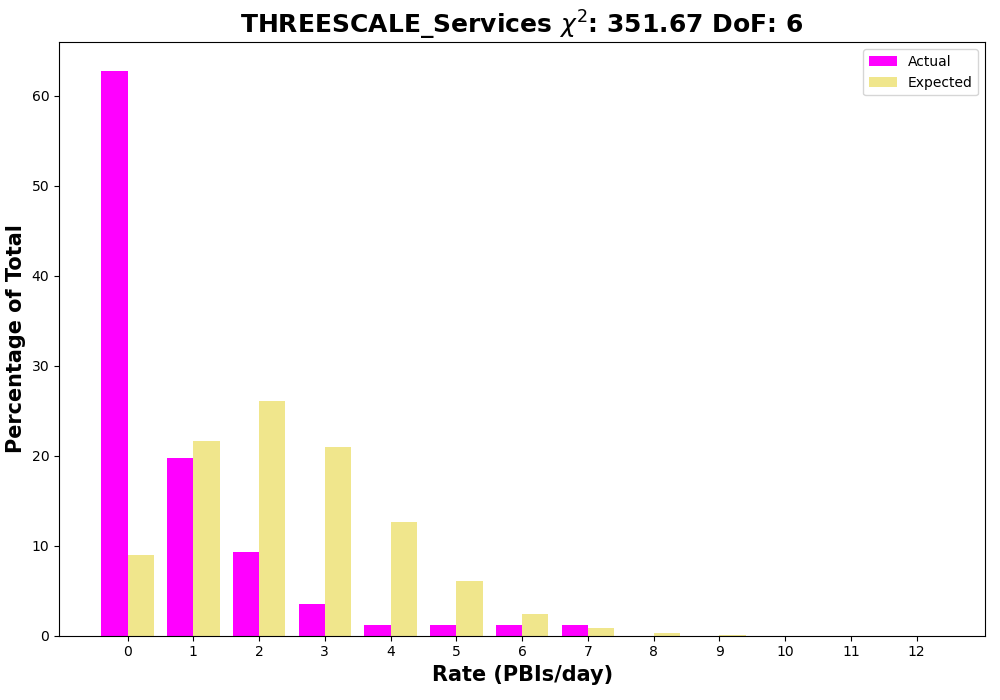 THREESCALE_Services χ²: 351.67 DoF: 6
Actual
Expected
Percentage of Total
60
50
40
30
20
10
0
0 1 2 3 4 5 6 7 8 9 10 11 12
Rate (PBIs/day)